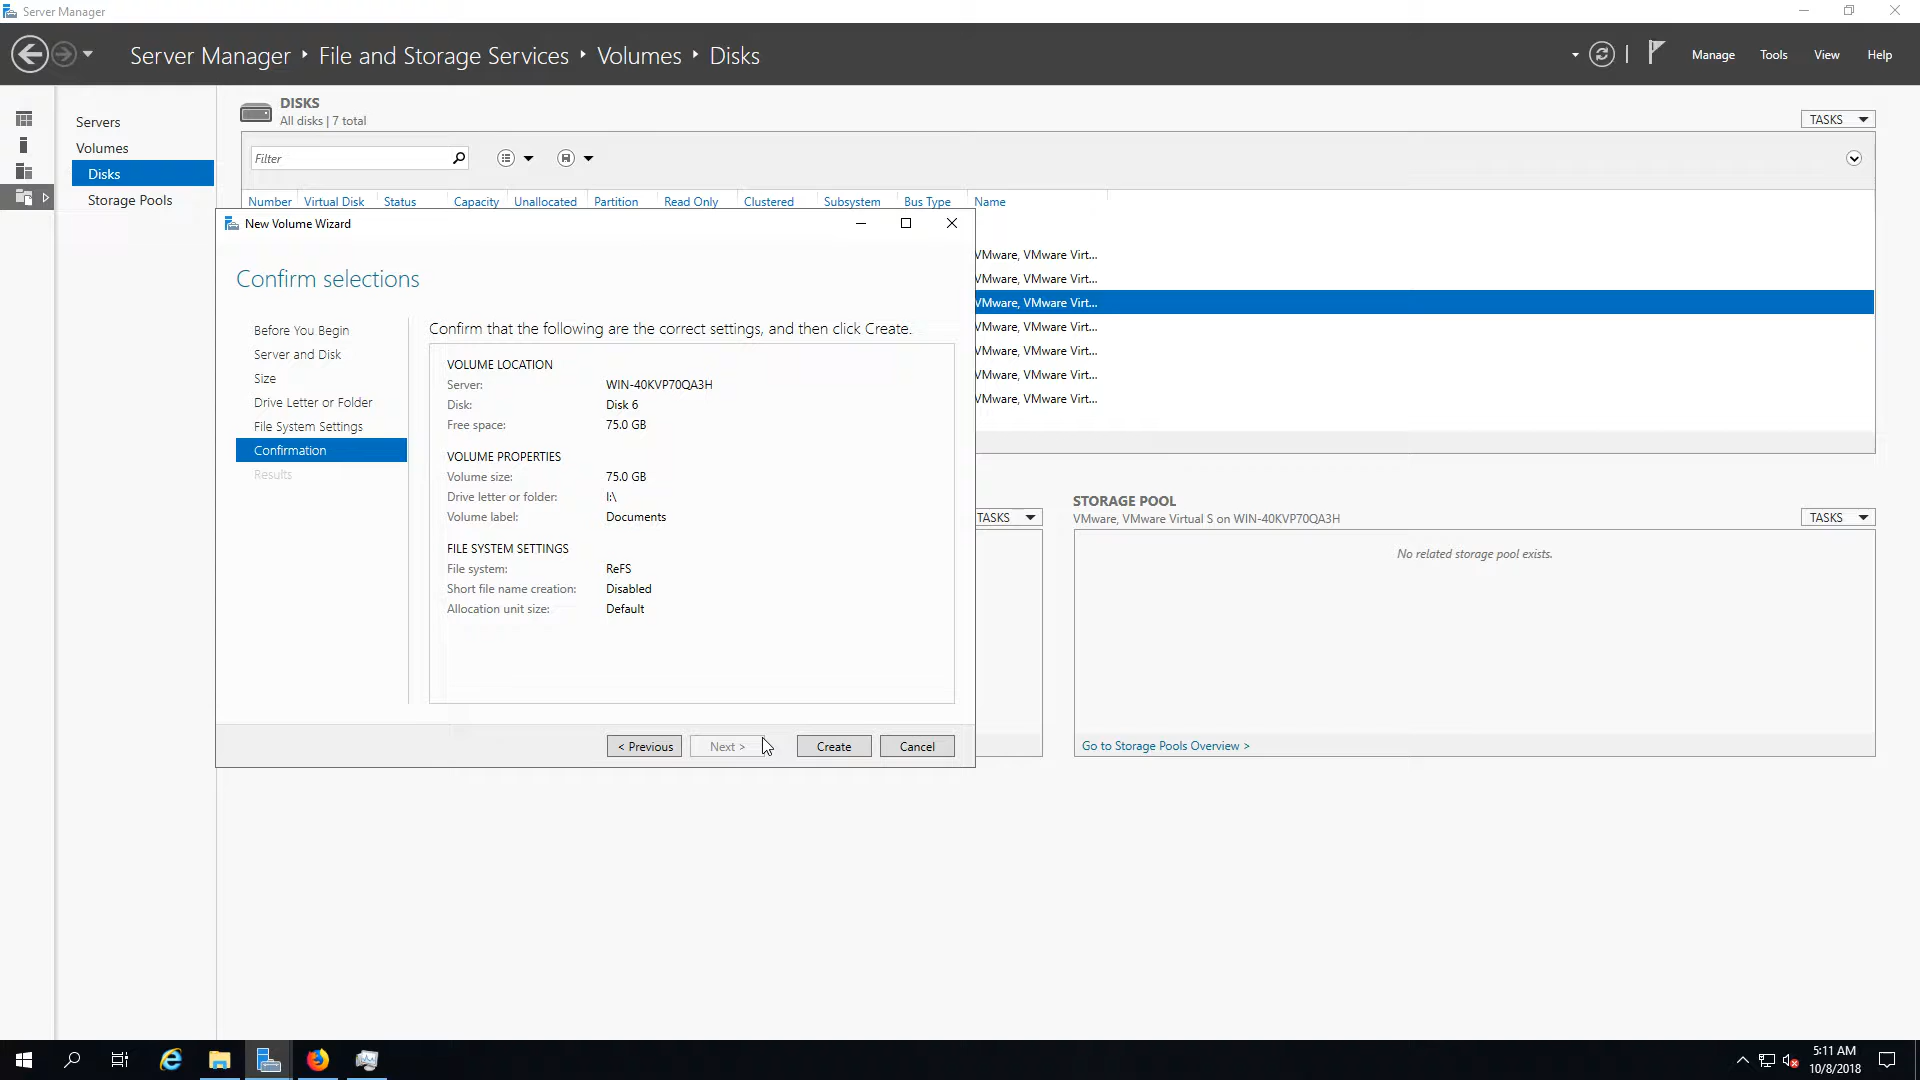 Server Manager
Server Manager ‣ File and Storage Services ‣ Volumes ‣ Disks
Manage Tools View Help
Servers
Volumes
Disks
Storage Pools
DISKS
All disks | 7 total
TASKS
Filter
Number Virtual Disk Status Capacity Unallocated Partition Read Only Clustered Subsystem Bus Type Name
VMware, VMware Virt...
VMware, VMware Virt...
VMware, VMware Virt...
VMware, VMware Virt...
VMware, VMware Virt...
VMware, VMware Virt...
VMware, VMware Virt...
New Volume Wizard
Confirm selections
Before You Begin
Server and Disk
Size
Drive Letter or Folder
File System Settings
Confirmation
Results
Confirm that the following are the correct settings, and then click Create.
VOLUME LOCATION
Server: WIN-40KVP70QA3H
Disk: Disk 6
Free space: 75.0 GB
VOLUME PROPERTIES
Volume size: 75.0 GB
Drive letter or folder: I:\
Volume label: Documents
FILE SYSTEM SETTINGS
File system: ReFS
Short file name creation: Disabled
Allocation unit size: Default
< Previous Next > Create Cancel
TASKS
STORAGE POOL
VMware, VMware Virtual S on WIN-40KVP70QA3H
TASKS
No related storage pool exists.
Go to Storage Pools Overview >
5:11 AM
10/8/2018